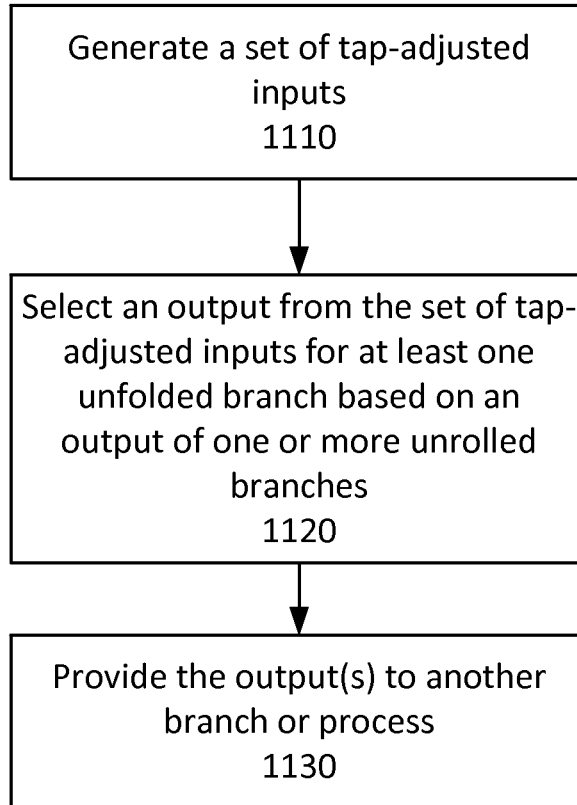 Generate a set of tap-adjusted
inputs
1110
Select an output from the set of tap-
adjusted inputs for at least one
unfolded branch based on an
output of one or more unrolled
branches
1120
Provide the output(s) to another
branch or process
1130